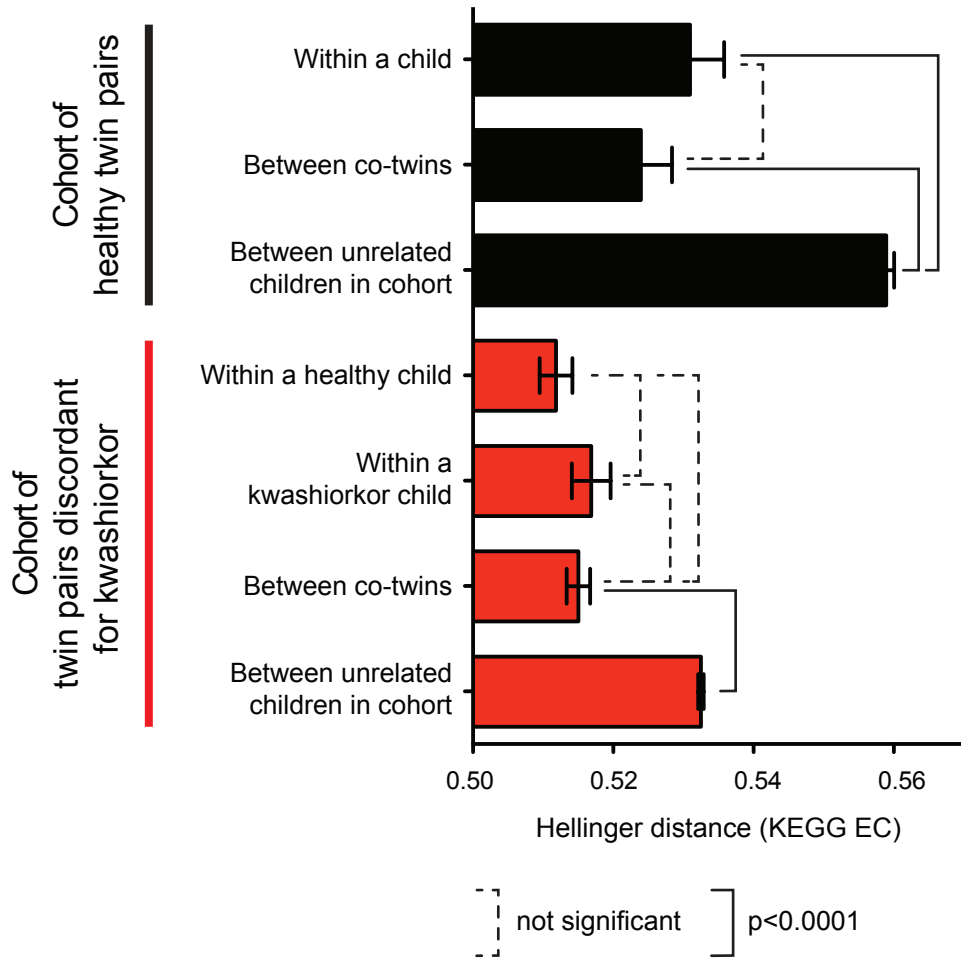 Cohort of
healthy twin pairs
Within a child
Between co-twins
Between unrelated
children in cohort
Cohort of
twin pairs discordant
for kwashiorkor
Within a healthy child
Within a
kwashiorkor child
Between co-twins
Between unrelated
children in cohort
0.50 0.52 0.54 0.56
Hellinger distance (KEGG EC)
not significant p<0.0001